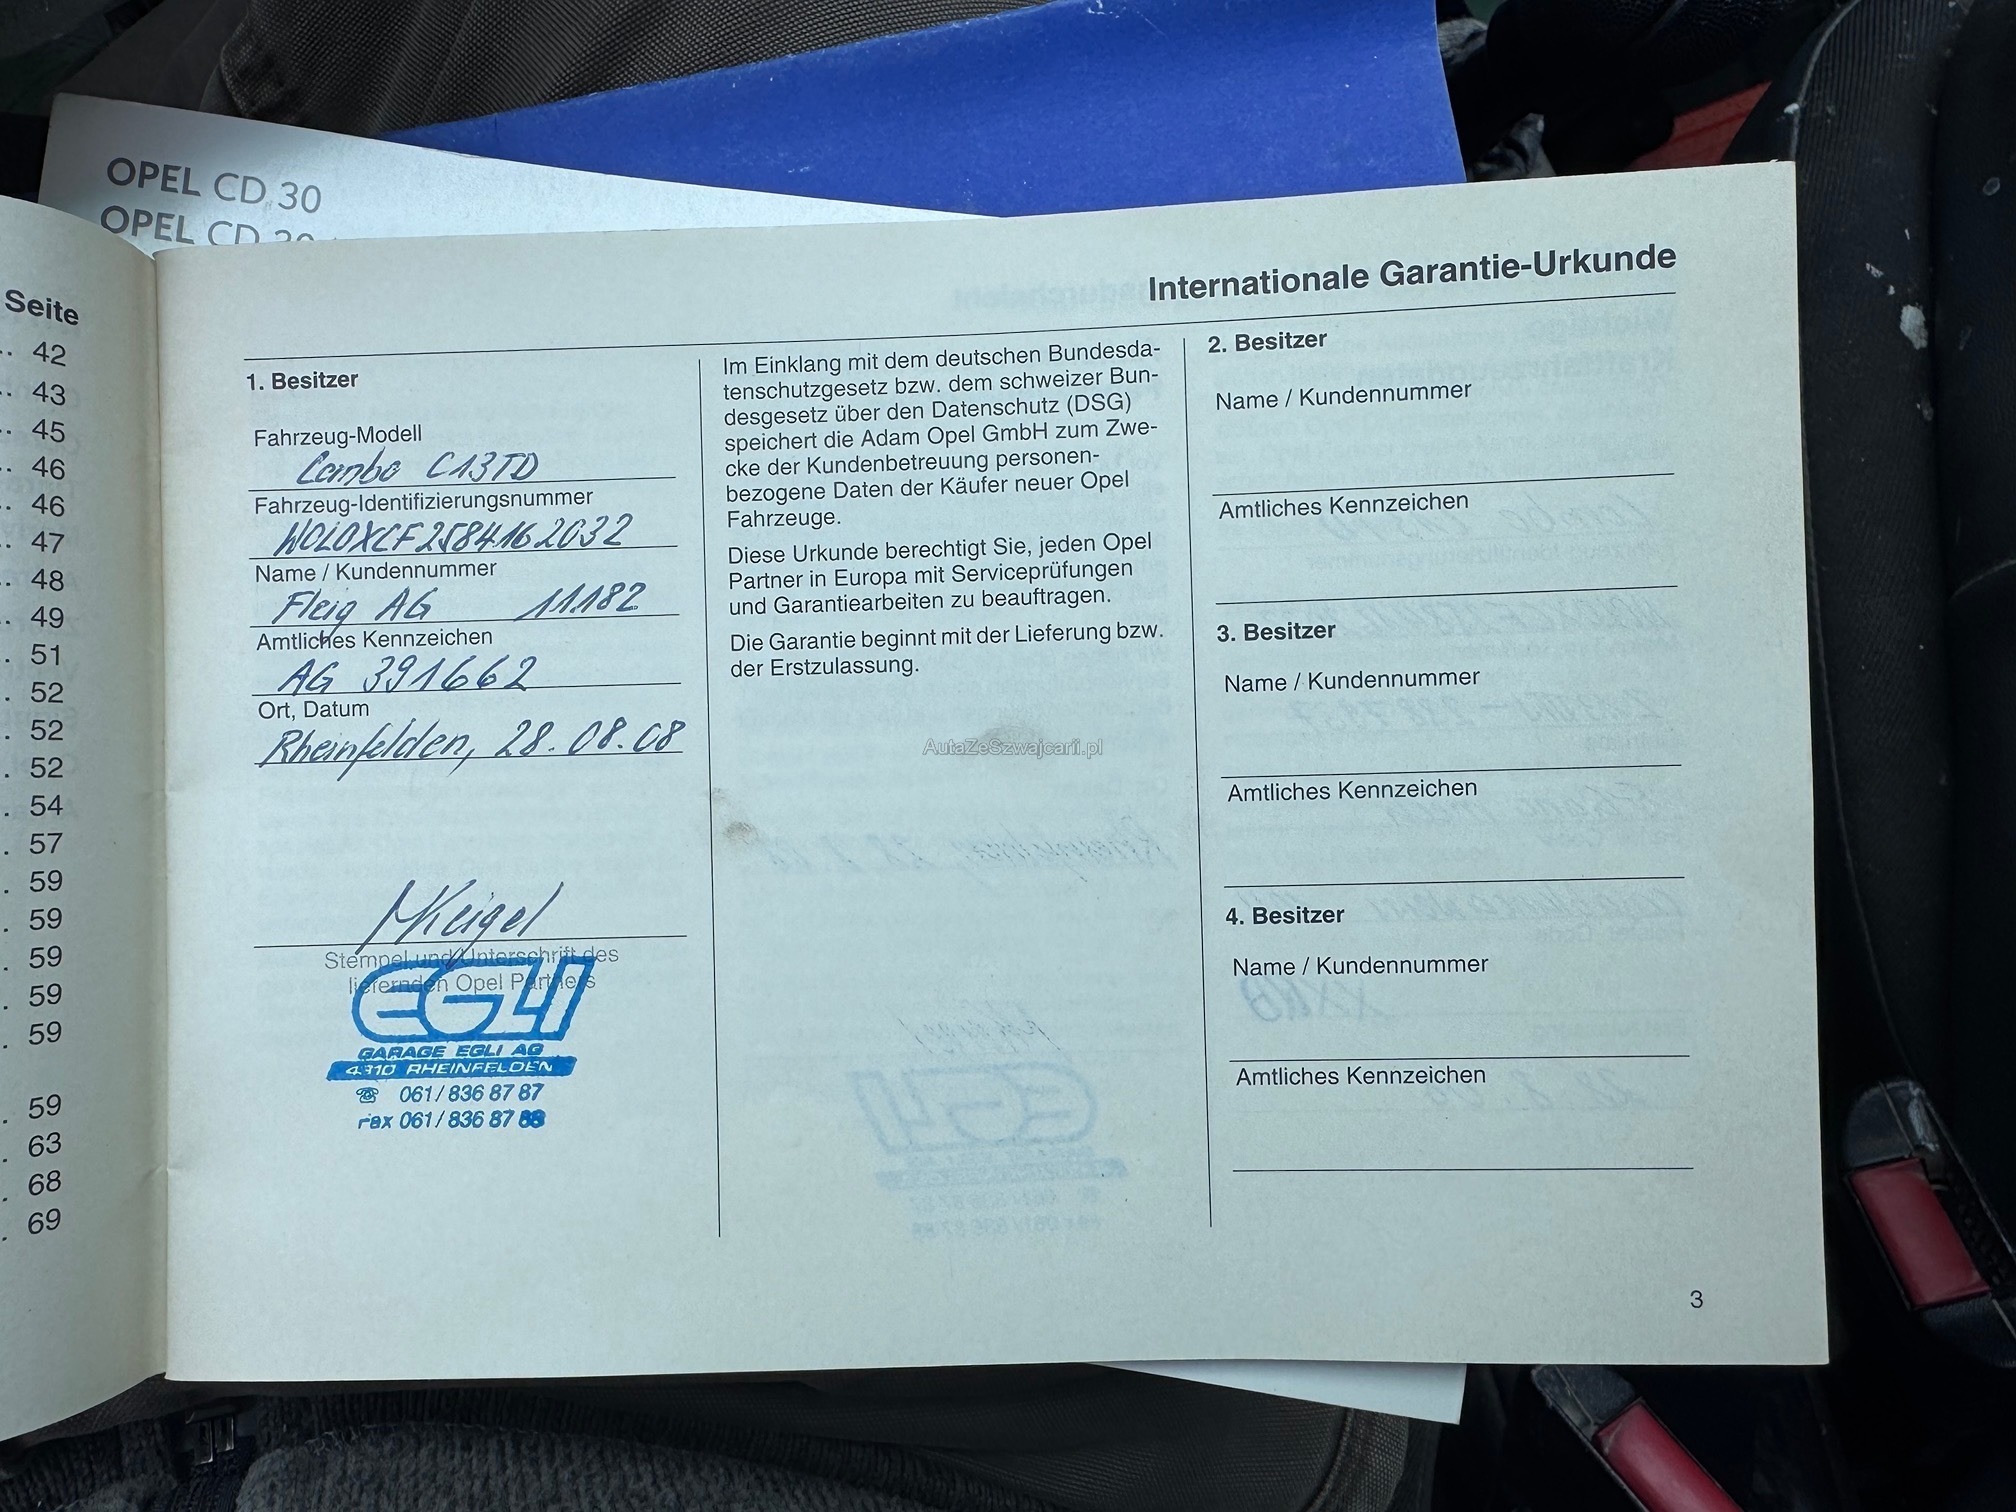 OPEL CD 30
OPEL CD 30
Seite
.. 42
.. 43
.. 45
.. 46
.. 46
.. 47
.. 48
.. 49
. 51
. 52
. 52
. 52
. 54
. 57
. 59
. 59
. 59
. 59
. 59
. 59
. 63
. 68
. 69
Internationale Garantie-Urkunde
1. Besitzer
Fahrzeug-Modell
Combo C13TD
Fahrzeug-Identifizierungsnummer
W0L0XCF2584162032
Name / Kundennummer
Fleig AG 11182
Amtliches Kennzeichen
AG 391662
Ort, Datum
Rheinfelden, 28.08.08
MKeigel
Stempel und Unterschrift des
liefernden Opel Partners
EGLI
GARAGE EGLI AG
4310 RHEINFELDEN
☎ 061/836 87 87
Fax 061/836 87 88
Im Einklang mit dem deutschen Bundesda-
tenschutzgesetz bzw. dem schweizer Bun-
desgesetz über den Datenschutz (DSG)
speichert die Adam Opel GmbH zum Zwe-
cke der Kundenbetreuung personen-
bezogene Daten der Käufer neuer Opel
Fahrzeuge.
Diese Urkunde berechtigt Sie, jeden Opel
Partner in Europa mit Serviceprüfungen
und Garantiearbeiten zu beauftragen.
Die Garantie beginnt mit der Lieferung bzw.
der Erstzulassung.
AutaZeSzwajcarii.pl
2. Besitzer
Name / Kundennummer
Amtliches Kennzeichen
3. Besitzer
Name / Kundennummer
Amtliches Kennzeichen
4. Besitzer
Name / Kundennummer
Amtliches Kennzeichen
3